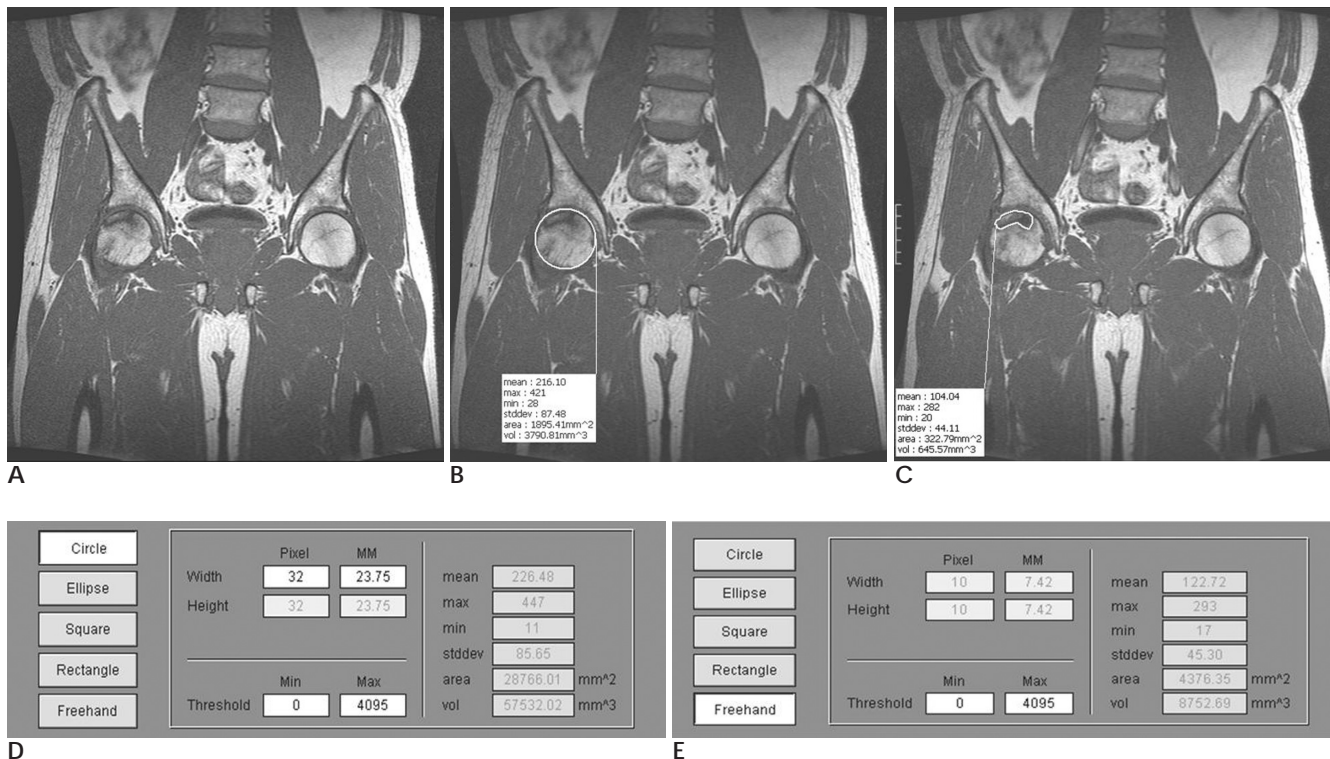 mean : 216.10
max : 421
min : 28
stddev : 87.48
area : 1895.41mm^2
vol : 3790.81mm^3
mean : 104.04
max : 282
min : 20
stddev : 44.11
area : 322.79mm^2
vol : 645.57mm^3
A
B
C
Circle
Ellipse
Square
Rectangle
Freehand
Pixel MM
Width 32 23.75
Height 32 23.75
Min Max
Threshold 0 4095
mean 226.48
max 447
min 11
stddev 85.65
area 28766.01 mm^2
vol 57532.02 mm^3
Circle
Ellipse
Square
Rectangle
Freehand
Pixel MM
Width 10 7.42
Height 10 7.42
Min Max
Threshold 0 4095
mean 122.72
max 293
min 17
stddev 45.30
area 4376.35 mm^2
vol 8752.69 mm^3
D
E